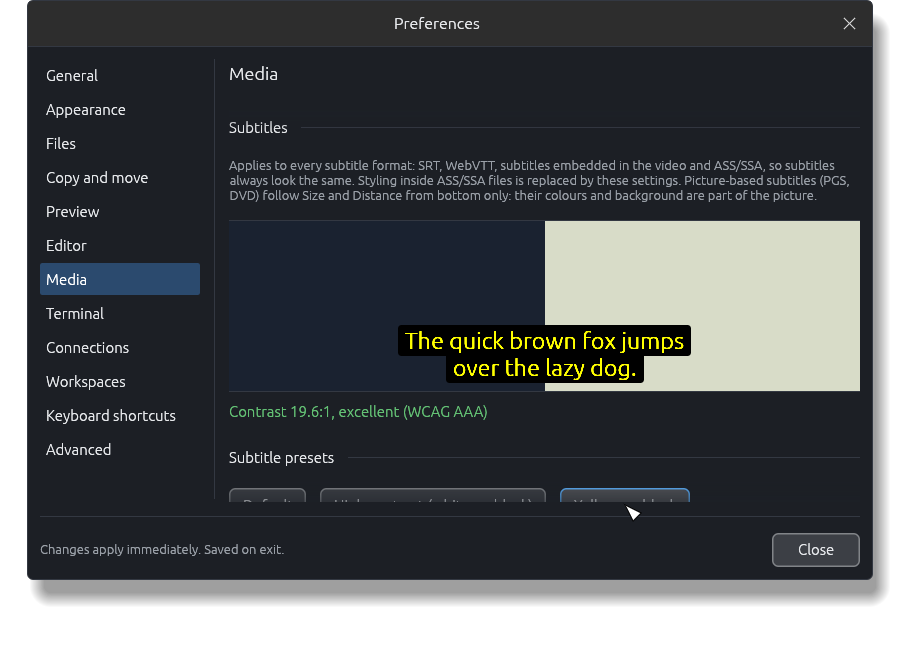 Preferences
General
Appearance
Files
Copy and move
Preview
Editor
Media
Terminal
Connections
Workspaces
Keyboard shortcuts
Advanced
Media
Subtitles
Applies to every subtitle format: SRT, WebVTT, subtitles embedded in the video and ASS/SSA, so subtitles
always look the same. Styling inside ASS/SSA files is replaced by these settings. Picture-based subtitles (PGS,
DVD) follow Size and Distance from bottom only: their colours and background are part of the picture.
The quick brown fox jumps
over the lazy dog.
Contrast 19.6:1, excellent (WCAG AAA)
Subtitle presets
Changes apply immediately. Saved on exit.
Close